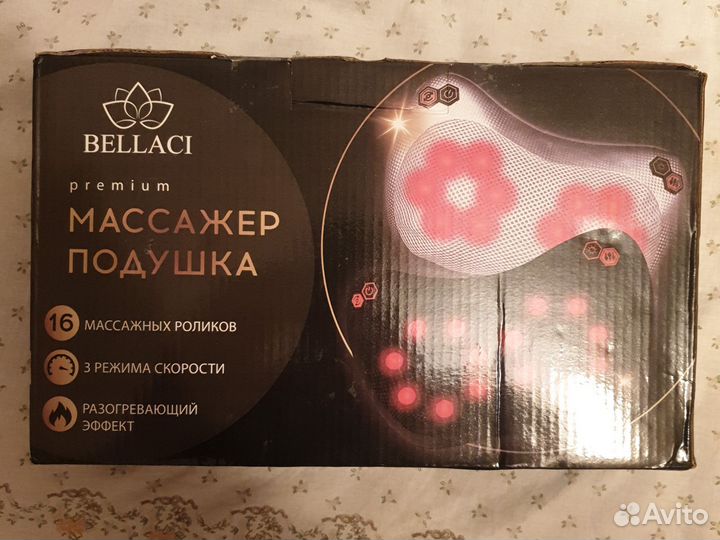 BELLACI
premium
МАССАЖЕР
ПОДУШКА
16 МАССАЖНЫХ РОЛИКОВ
3 РЕЖИМА СКОРОСТИ
РАЗОГРЕВАЮЩИЙ
ЭФФЕКТ
Avito